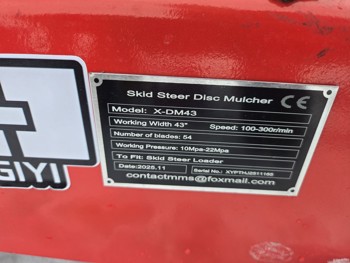 Skid Steer Disc Mulcher CE
Model: X-DM43
Working Width 43" Speed: 100-300r/min
Number of blades: 54
Working Pressure: 10Mpa-22Mpa
To Fit: Skid Steer Loader
Date:2025.11 Serial No.: XYPTHJ2511165
contactmms@foxmail.com
GIYI